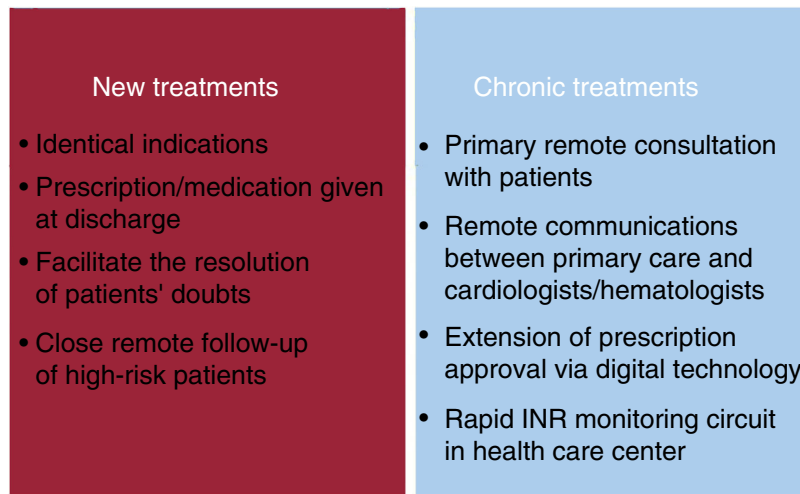 New treatments
• Identical indications
• Prescription/medication given
at discharge
• Facilitate the resolution
of patients' doubts
• Close remote follow-up
of high-risk patients
Chronic treatments
• Primary remote consultation
with patients
• Remote communications
between primary care and
cardiologists/hematologists
• Extension of prescription
approval via digital technology
• Rapid INR monitoring circuit
in health care center